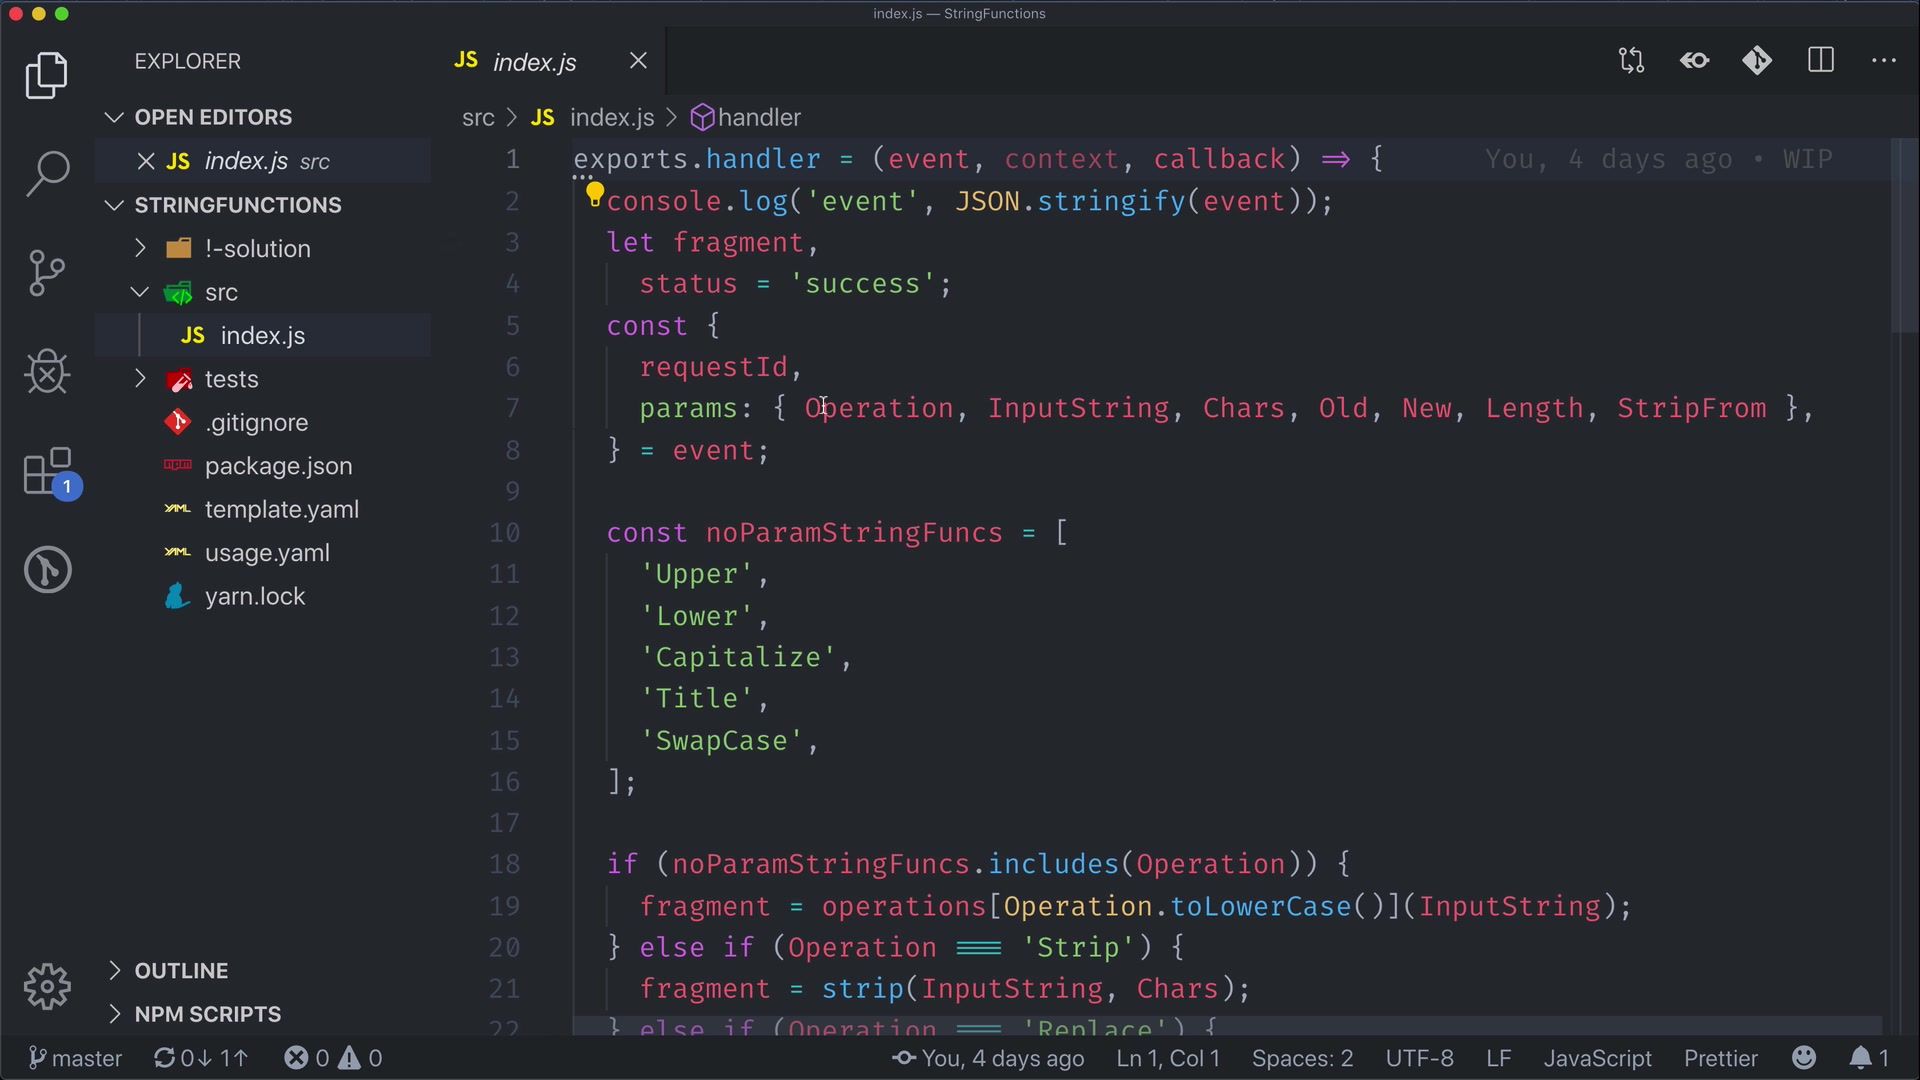 index.js — StringFunctions
EXPLORER
JS index.js
OPEN EDITORS
JS index.js src
STRINGFUNCTIONS
!-solution
src
JS index.js
tests
.gitignore
npm package.json
YAML template.yaml
YAML usage.yaml
yarn.lock
1
OUTLINE
NPM SCRIPTS
src > JS index.js > handler
1 exports.handler = (event, context, callback) => { You, 4 days ago • WIP
2 console.log('event', JSON.stringify(event));
3 let fragment,
4 status = 'success';
5 const {
6 requestId,
7 params: { Operation, InputString, Chars, Old, New, Length, StripFrom },
8 } = event;
9
10 const noParamStringFuncs = [
11 'Upper',
12 'Lower',
13 'Capitalize',
14 'Title',
15 'SwapCase',
16 ];
17
18 if (noParamStringFuncs.includes(Operation)) {
19 fragment = operations[Operation.toLowerCase()](InputString);
20 } else if (Operation === 'Strip') {
21 fragment = strip(InputString, Chars);
22 } else if (Operation === 'Replace') {
master 0↓ 1↑ 0 0 You, 4 days ago Ln 1, Col 1 Spaces: 2 UTF-8 LF JavaScript Prettier 1